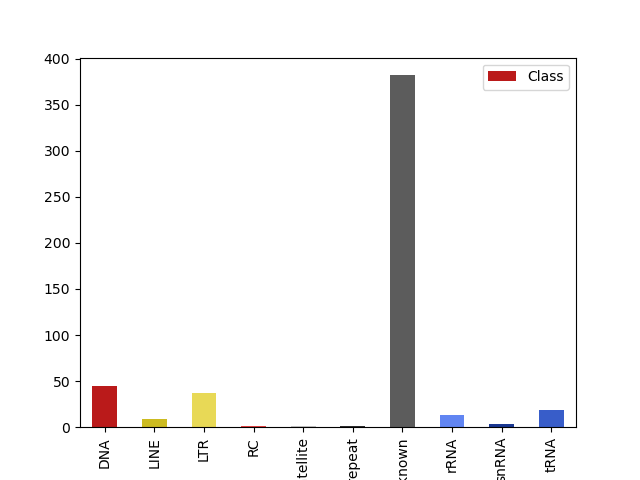 400
350
300
250
200
150
100
50
0
Class
DNA
LINE
LTR
RC
tellite
epeat
known
rRNA
snRNA
tRNA